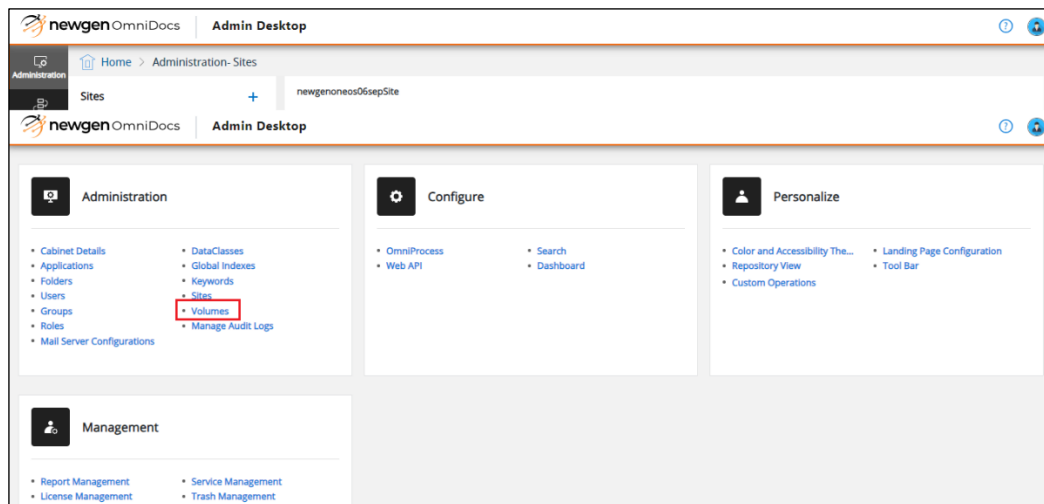 newgen OmniDocs Admin Desktop ?
Administration
Home > Administration- Sites
Sites +
newgenoneos06sepSite
newgen OmniDocs Admin Desktop ?
Administration
• Cabinet Details
• Applications
• Folders
• Users
• Groups
• Roles
• Mail Server Configurations
• DataClasses
• Global Indexes
• Keywords
• Sites
• Volumes
• Manage Audit Logs
Configure
• OmniProcess
• Web API
• Search
• Dashboard
Personalize
• Color and Accessibility The...
• Repository View
• Custom Operations
• Landing Page Configuration
• Tool Bar
Management
• Report Management
• License Management
• Service Management
• Trash Management